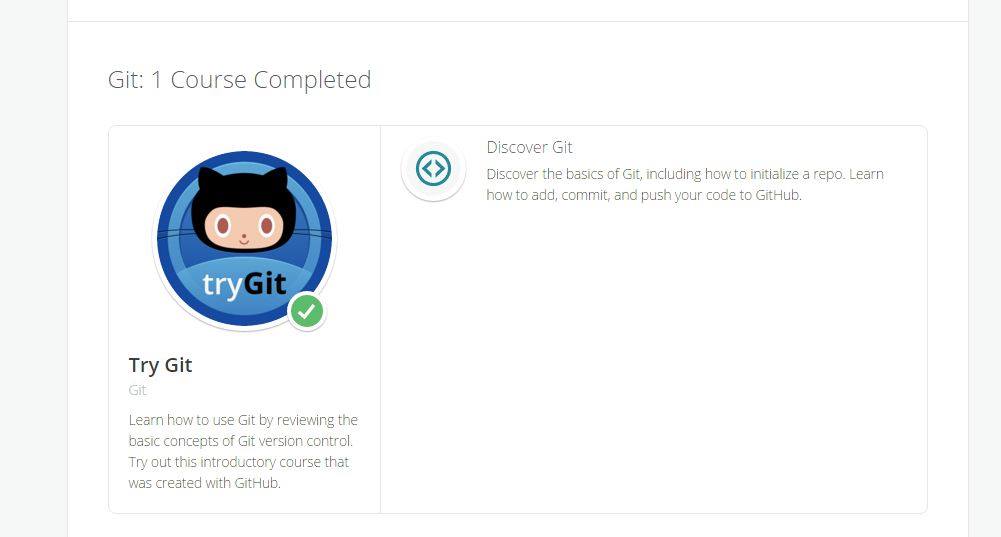 Git: 1 Course Completed
tryGit
Try Git
Git
Learn how to use Git by reviewing the
basic concepts of Git version control.
Try out this introductory course that
was created with GitHub.
Discover Git
Discover the basics of Git, including how to initialize a repo. Learn
how to add, commit, and push your code to GitHub.